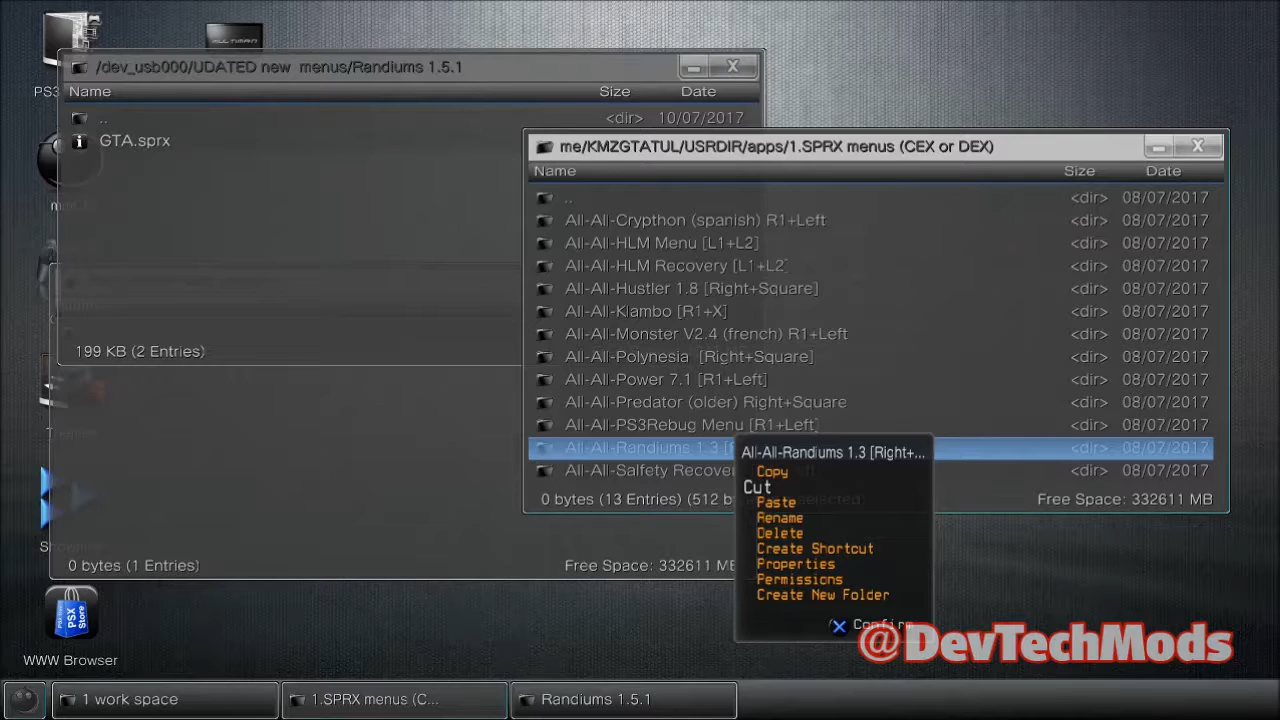 MULTIMAN
PS3
/dev_usb000/UDATED new  menus/Randiums 1.5.1
X
Name Size Date
.. <dir> 10/07/2017
GTA.sprx
199 KB (2 Entries)
me/KMZGTATUL/USRDIR/apps/1.SPRX menus (CEX or DEX)
X
Name Size Date
.. <dir> 08/07/2017
All-All-Crypthon (spanish) R1+Left <dir> 08/07/2017
All-All-HLM Menu [L1+L2] <dir> 08/07/2017
All-All-HLM Recovery [L1+L2] <dir> 08/07/2017
All-All-Hustler 1.8 [Right+Square] <dir> 08/07/2017
All-All-Klambo [R1+X] <dir> 08/07/2017
All-All-Monster V2.4 (french) R1+Left <dir> 08/07/2017
All-All-Polynesia  [Right+Square] <dir> 08/07/2017
All-All-Power 7.1 [R1+Left] <dir> 08/07/2017
All-All-Predator (older) Right+Square <dir> 08/07/2017
All-All-PS3Rebug Menu [R1+Left] <dir> 08/07/2017
All-All-Randiums 1.3 [ <dir> 08/07/2017
All-All-Salfety Recover <dir> 08/07/2017
0 bytes (13 Entries) (512 b selected) Free Space: 332611 MB
All-All-Randiums 1.3 [Right+...
Copy
Cut
Paste
Rename
Delete
Create Shortcut
Properties
Permissions
Create New Folder
Confirm
0 bytes (1 Entries) Free Space: 332611 ME
PSX Store
WWW Browser
@DevTechMods
1 work space 1.SPRX menus (C... Randiums 1.5.1